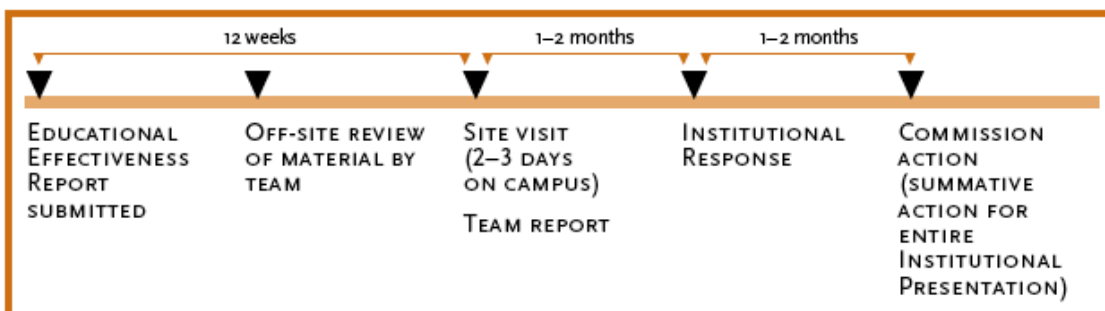 12 weeks
1–2 months
1–2 months
Educational
Effectiveness
Report
submitted
Off-site review
of material by
team
Site visit
(2–3 days
on campus)
Team report
Institutional
Response
Commission
action
(summative
action for
entire
Institutional
Presentation)